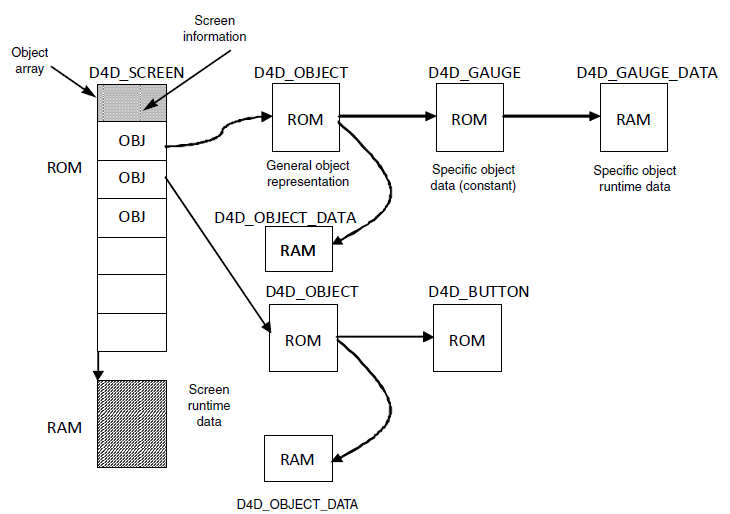 Screen
information
Object
array
D4D_SCREEN
D4D_OBJECT
D4D_GAUGE
D4D_GAUGE_DATA
ROM
ROM
RAM
OBJ
ROM
General object
representation
Specific object
data (constant)
Specific object
runtime data
OBJ
OBJ
D4D_OBJECT_DATA
RAM
D4D_OBJECT
D4D_BUTTON
ROM
ROM
Screen
runtime
data
RAM
RAM
D4D_OBJECT_DATA